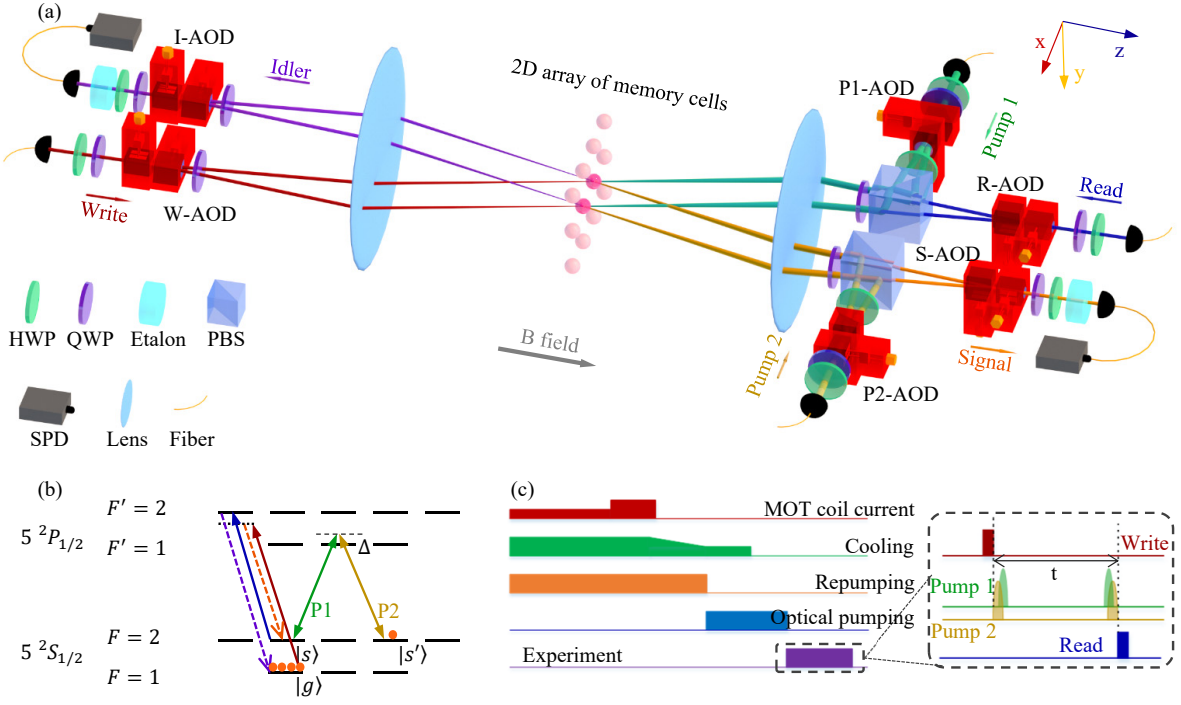 (a)
I-AOD
Idler
2D array of memory cells
x
z
y
P1-AOD
Pump 1
R-AOD
Read
Write
W-AOD
S-AOD
HWP
QWP
Etalon
PBS
B field
Pump 2
Signal
P2-AOD
SPD
Lens
Fiber
(b)
F′ = 2
5 ²P₁/₂
F′ = 1
Δ
P1
P2
F = 2
5 ²S₁/₂
|s⟩
|s′⟩
F = 1
|g⟩
(c)
MOT coil current
Cooling
Repumping
Optical pumping
Experiment
Write
t
Pump 1
Pump 2
Read